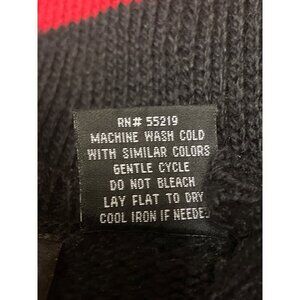 RN# 55219
MACHINE WASH COLD
WITH SIMILAR COLORS
GENTLE CYCLE
DO NOT BLEACH
LAY FLAT TO DRY
COOL IRON IF NEEDED